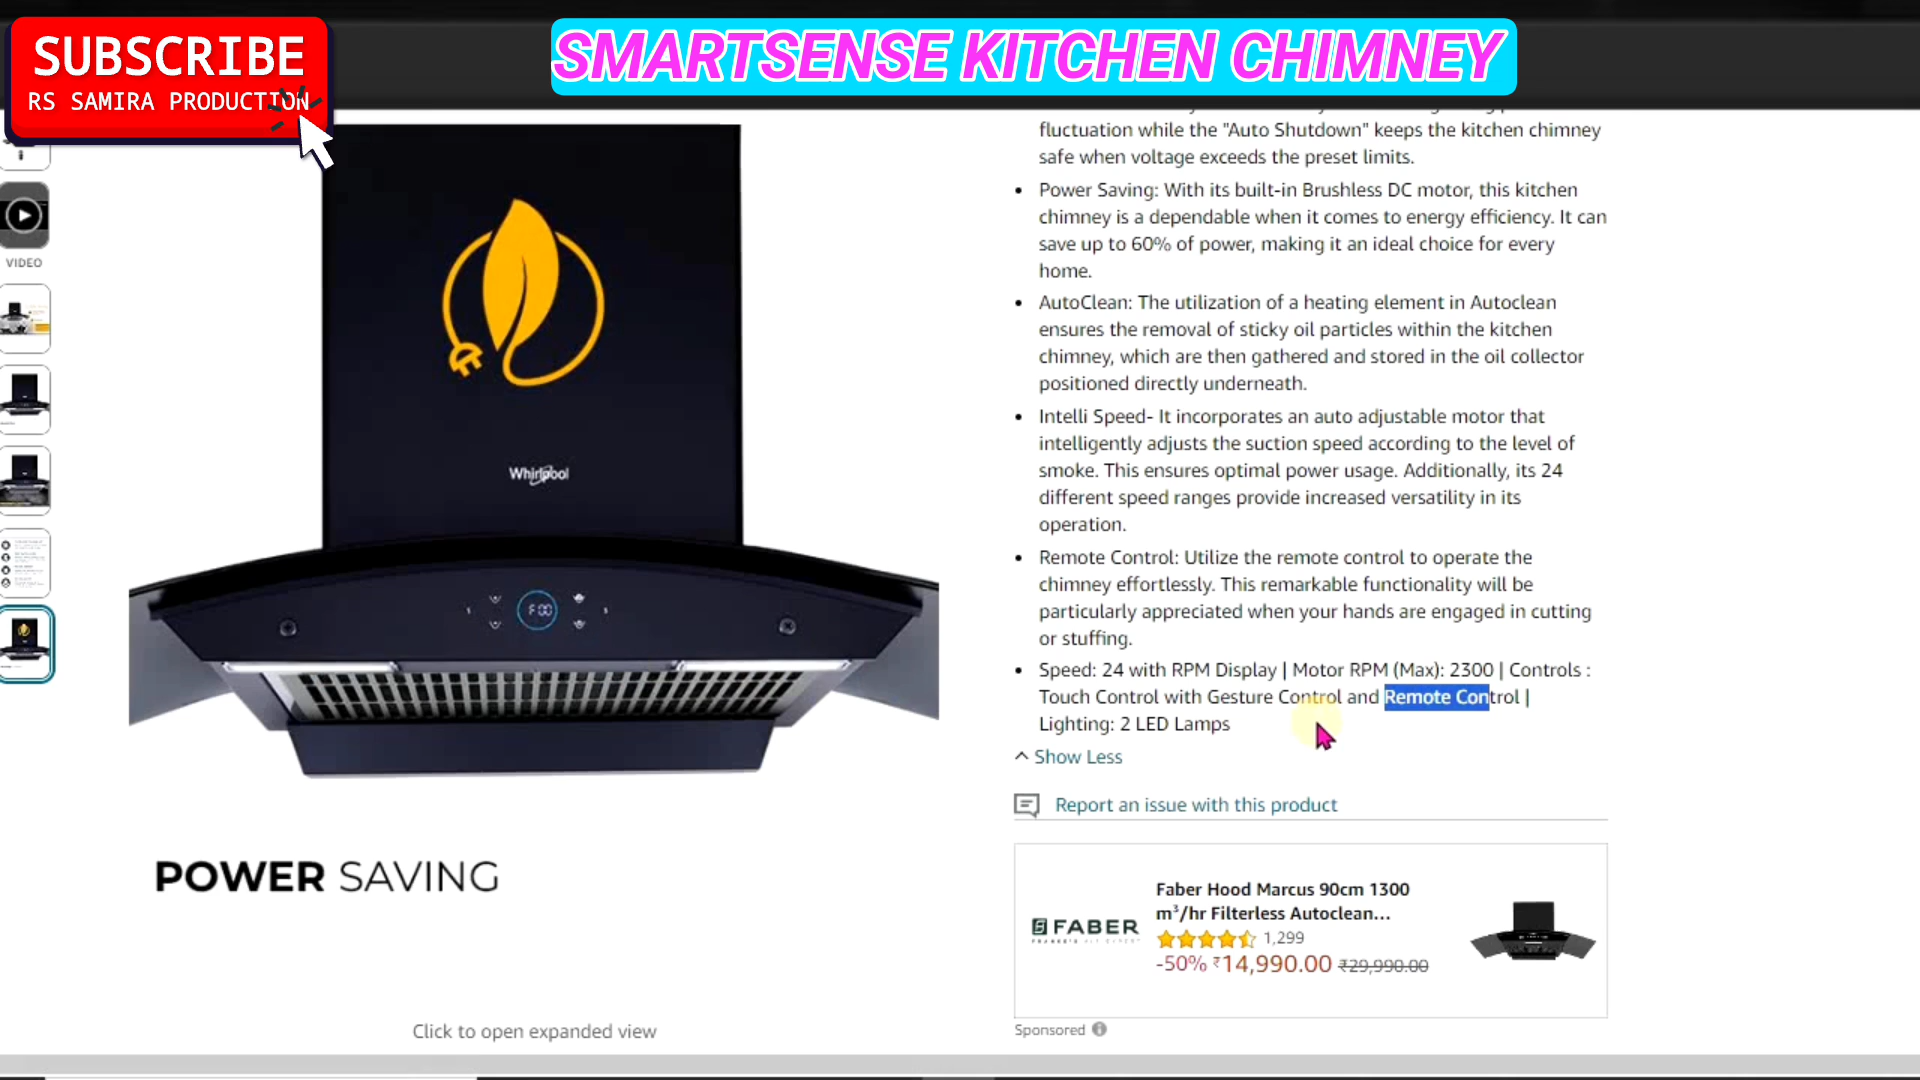 SUBSCRIBE
RS SAMIRA PRODUCTION
SMARTSENSE KITCHEN CHIMNEY
fluctuation while the "Auto Shutdown" keeps the kitchen chimney
safe when voltage exceeds the preset limits.
Power Saving: With its built-in Brushless DC motor, this kitchen
chimney is a dependable when it comes to energy efficiency. It can
save up to 60% of power, making it an ideal choice for every
home.
AutoClean: The utilization of a heating element in Autoclean
ensures the removal of sticky oil particles within the kitchen
chimney, which are then gathered and stored in the oil collector
positioned directly underneath.
Intelli Speed- It incorporates an auto adjustable motor that
intelligently adjusts the suction speed according to the level of
smoke. This ensures optimal power usage. Additionally, its 24
different speed ranges provide increased versatility in its
operation.
Remote Control: Utilize the remote control to operate the
chimney effortlessly. This remarkable functionality will be
particularly appreciated when your hands are engaged in cutting
or stuffing.
Speed: 24 with RPM Display | Motor RPM (Max): 2300 | Controls :
Touch Control with Gesture Control and Remote Control |
Lighting: 2 LED Lamps
Show Less
Report an issue with this product
VIDEO
Whirlpool
POWER SAVING
Click to open expanded view
FABER
Faber Hood Marcus 90cm 1300
m³/hr Filterless Autoclean...
1,299
-50% ₹14,990.00 ₹29,990.00
Sponsored